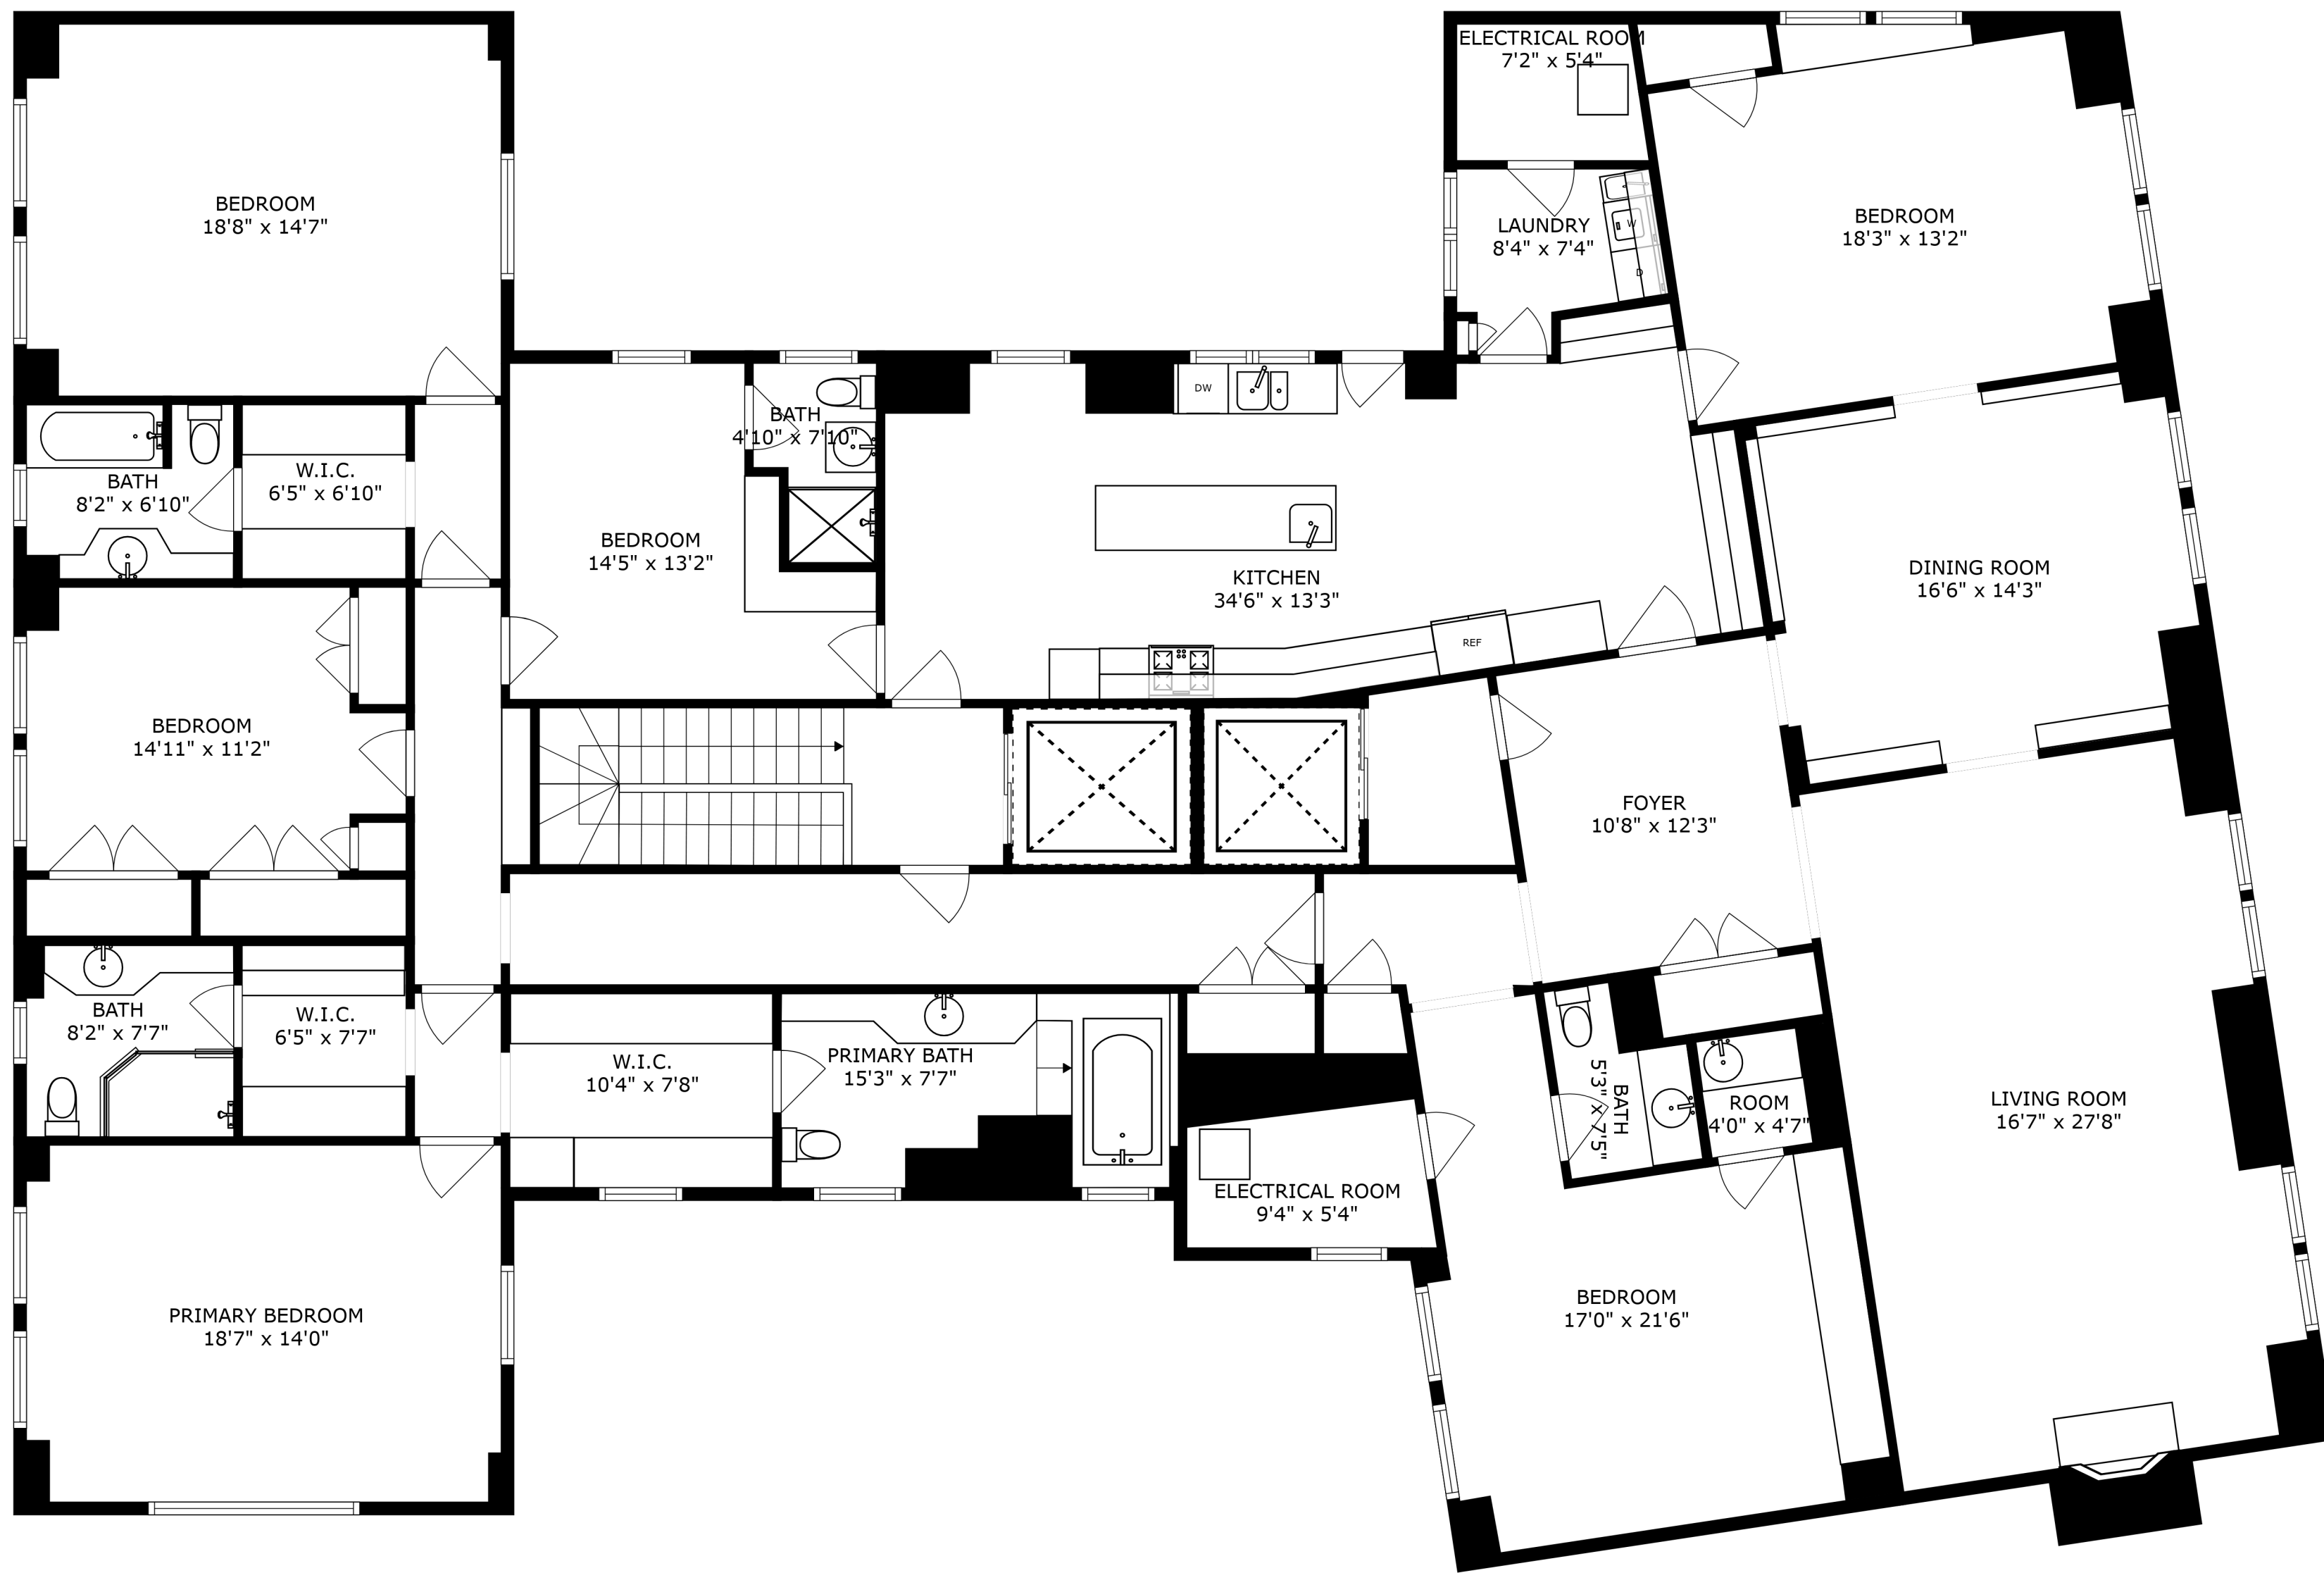 ELECTRICAL ROOM
7'2" x 5'4"
BEDROOM
18'8" x 14'7"
LAUNDRY
8'4" x 7'4"
W
D
BEDROOM
18'3" x 13'2"
BATH
4'10" x 7'10"
DW
BATH
8'2" x 6'10"
W.I.C.
6'5" x 6'10"
BEDROOM
14'5" x 13'2"
KITCHEN
34'6" x 13'3"
REF
DINING ROOM
16'6" x 14'3"
BEDROOM
14'11" x 11'2"
FOYER
10'8" x 12'3"
BATH
8'2" x 7'7"
W.I.C.
6'5" x 7'7"
W.I.C.
10'4" x 7'8"
PRIMARY BATH
15'3" x 7'7"
BATH
5'3" x 7'5"
ROOM
4'0" x 4'7"
LIVING ROOM
16'7" x 27'8"
ELECTRICAL ROOM
9'4" x 5'4"
PRIMARY BEDROOM
18'7" x 14'0"
BEDROOM
17'0" x 21'6"